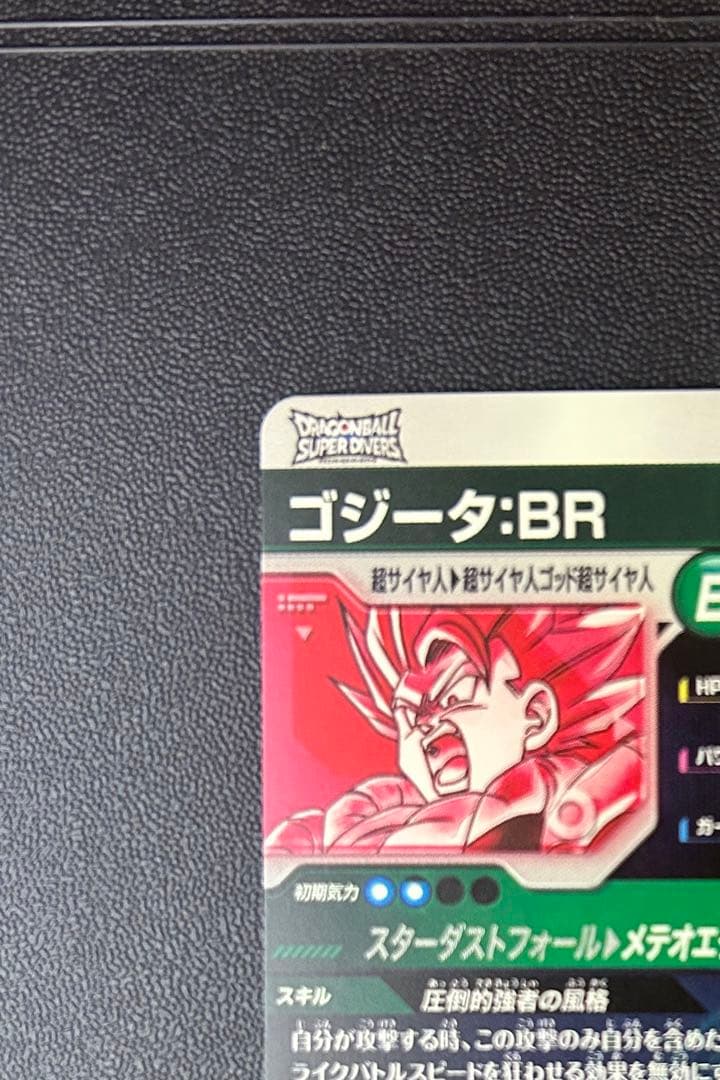 DRAGONBALL
SUPER DIVERS
ゴジータ:BR
超サイヤ人▶超サイヤ人ゴッド超サイヤ人
HP
ガー
初期気力
スターダストフォール▶メテオエ
スキル
圧倒的強者の風格
自分が攻撃する時、この攻撃のみ自分を含めた
ライクバトルスピードを狂わせる効果を無効にす